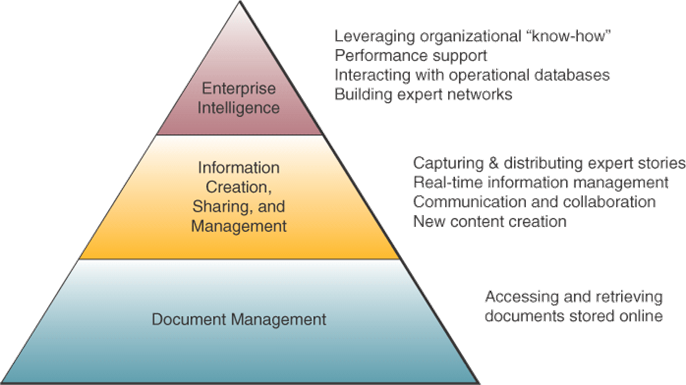 Enterprise
Intelligence
Leveraging organizational “know-how”
Performance support
Interacting with operational databases
Building expert networks
Information
Creation,
Sharing, and
Management
Capturing & distributing expert stories
Real-time information management
Communication and collaboration
New content creation
Document Management
Accessing and retrieving
documents stored online